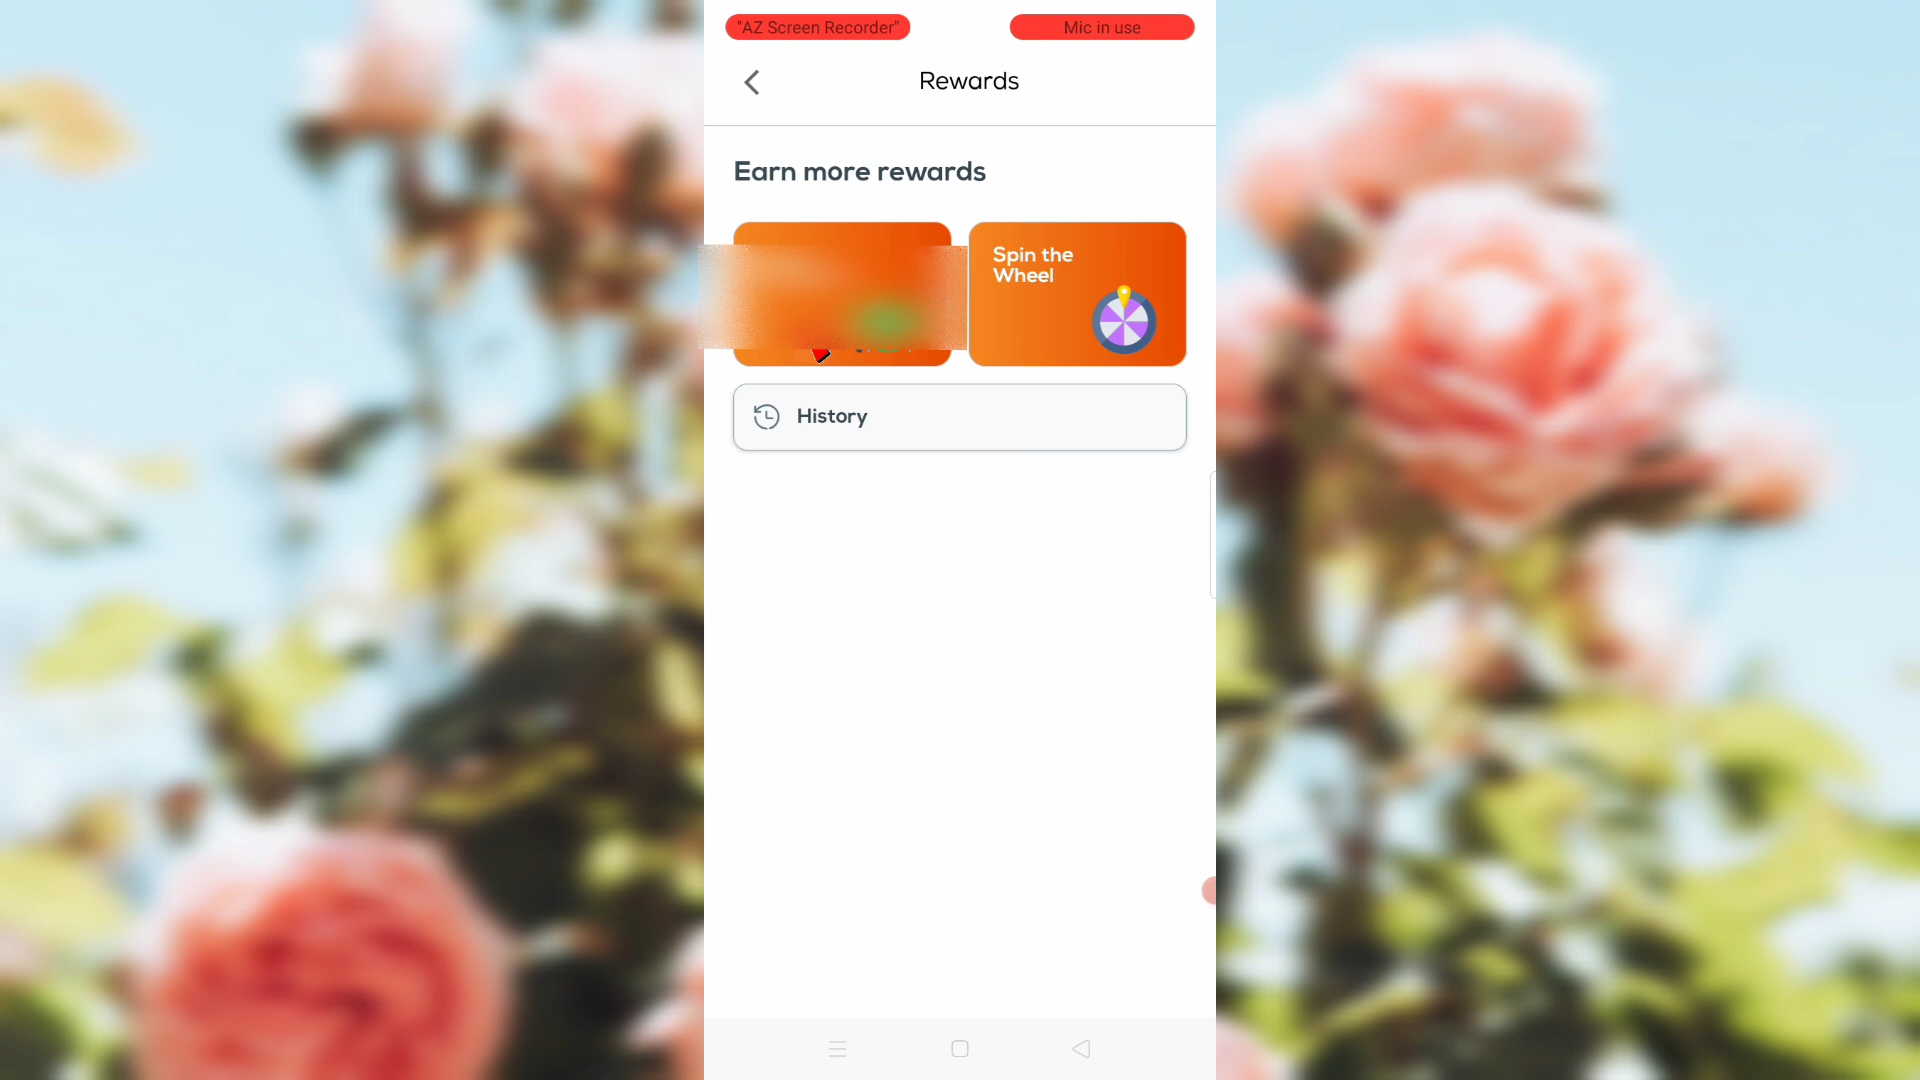 "AZ Screen Recorder"
Mic in use
Rewards
Earn more rewards
Spin the
Wheel
History